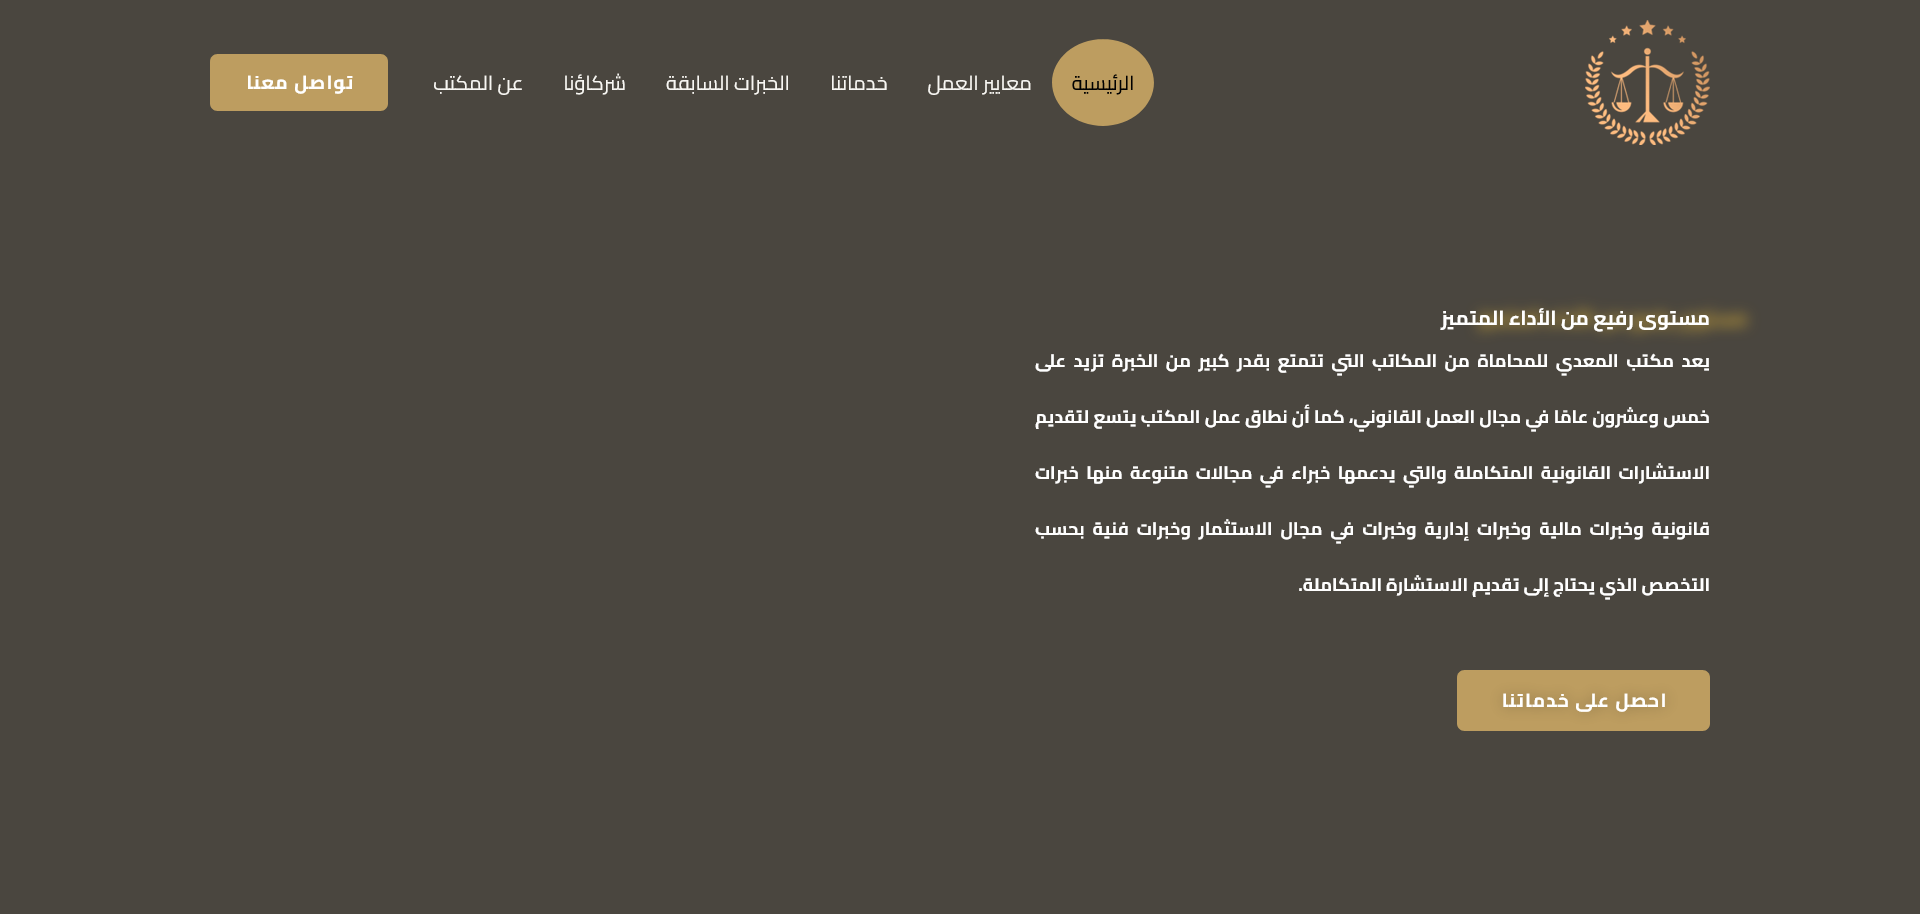 الرئيسية
معايير العمل
خدماتنا
الخبرات السابقة
شركاؤنا
عن المكتب
تواصل معنا
مستوى رفيع من الأداء المتميز
يعد مكتب المعدي للمحاماة من المكاتب التي تتمتع بقدر كبير من الخبرة تزيد على
خمس وعشرون عامًا في مجال العمل القانوني، كما أن نطاق عمل المكتب يتسع لتقديم
الاستشارات القانونية المتكاملة والتي يدعمها خبراء في مجالات متنوعة منها خبرات
قانونية وخبرات مالية وخبرات إدارية وخبرات في مجال الاستثمار وخبرات فنية بحسب
التخصص الذي يحتاج إلى تقديم الاستشارة المتكاملة.
احصل على خدماتنا